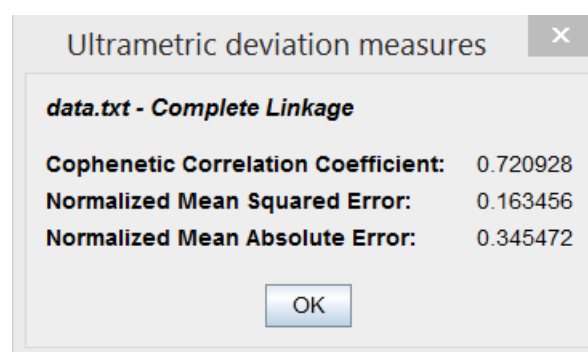 Ultrametric deviation measures
data.txt - Complete Linkage
Cophenetic Correlation Coefficient: 0.720928
Normalized Mean Squared Error: 0.163456
Normalized Mean Absolute Error: 0.345472
OK